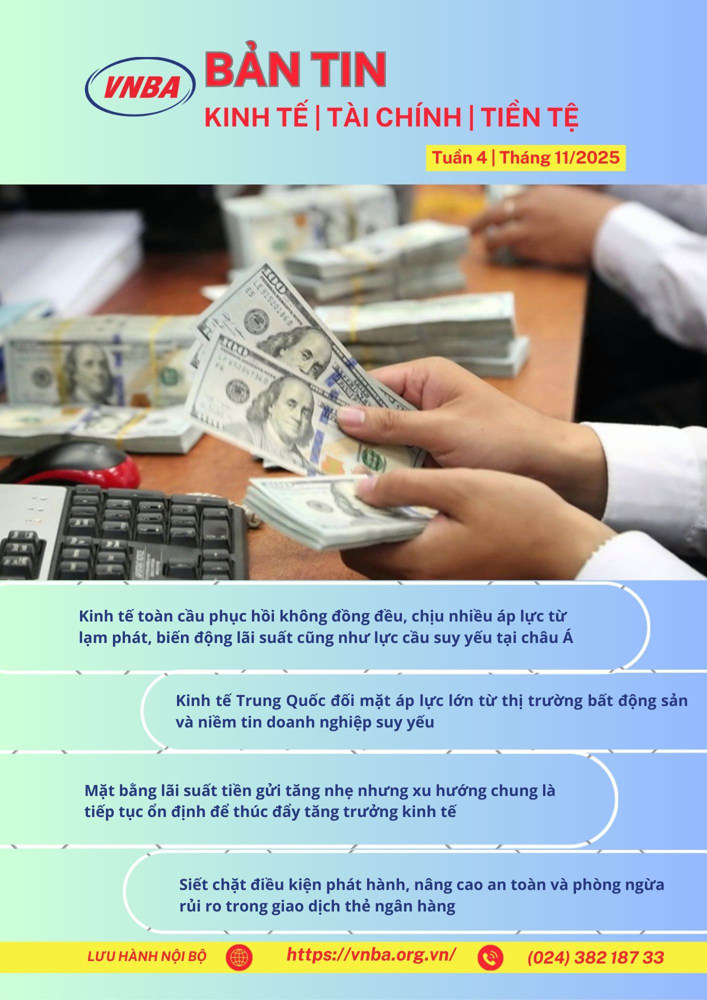 VNBA
BẢN TIN
KINH TẾ | TÀI CHÍNH | TIỀN TỆ
Tuần 4 | Tháng 11/2025
LE 91520186 B
E5
LF 65284736 D
F6
Kinh tế toàn cầu phục hồi không đồng đều, chịu nhiều áp lực từ
lạm phát, biến động lãi suất cũng như lực cầu suy yếu tại châu Á
Kinh tế Trung Quốc đối mặt áp lực lớn từ thị trường bất động sản
và niềm tin doanh nghiệp suy yếu
Mặt bằng lãi suất tiền gửi tăng nhẹ nhưng xu hướng chung là
tiếp tục ổn định để thúc đẩy tăng trưởng kinh tế
Siết chặt điều kiện phát hành, nâng cao an toàn và phòng ngừa
rủi ro trong giao dịch thẻ ngân hàng
LƯU HÀNH NỘI BỘ
https://vnba.org.vn/
(024) 382 187 33